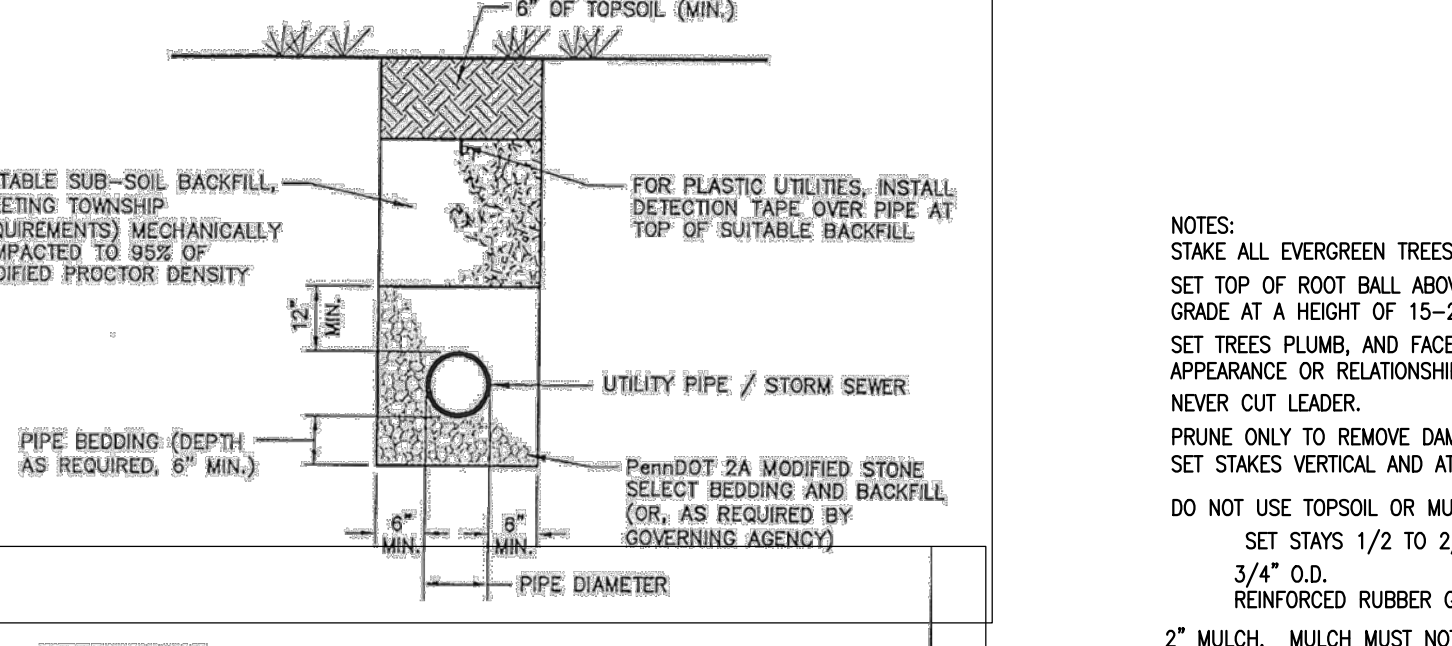 6" OF TOPSOIL (MIN.)
TABLE SUB-SOIL BACKFILL,
ETING TOWNSHIP
QUIREMENTS) MECHANICALLY
MPACTED TO 95% OF
DIFIED PROCTOR DENSITY
FOR PLASTIC UTILITIES, INSTALL
DETECTION TAPE OVER PIPE AT
TOP OF SUITABLE BACKFILL
12"
MIN.
UTILITY PIPE / STORM SEWER
PIPE BEDDING (DEPTH
AS REQUIRED, 6" MIN.)
PennDOT 2A MODIFIED STONE
SELECT BEDDING AND BACKFILL
(OR, AS REQUIRED BY
GOVERNING AGENCY)
6"
MIN.
6"
MIN.
PIPE DIAMETER
NOTES:
STAKE ALL EVERGREEN TREES
SET TOP OF ROOT BALL ABOV
GRADE AT A HEIGHT OF 15-2
SET TREES PLUMB, AND FACE
APPEARANCE OR RELATIONSHI
NEVER CUT LEADER.
PRUNE ONLY TO REMOVE DAM
SET STAKES VERTICAL AND AT
DO NOT USE TOPSOIL OR MU
SET STAYS 1/2 TO 2/
3/4" O.D.
REINFORCED RUBBER G
2" MULCH. MULCH MUST NOT